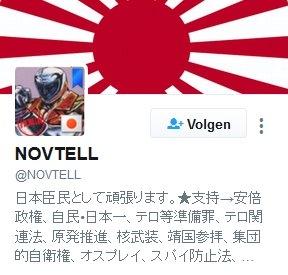 Volgen
NOVTELL
@NOVTELL
日本臣民として頑張ります。★支持→安倍
政権、自民・日本一、テロ等準備罪、テロ関
連法、原発推進、核武装、靖国参拝、集団
的自衛権、オスプレイ、スパイ防止法、…